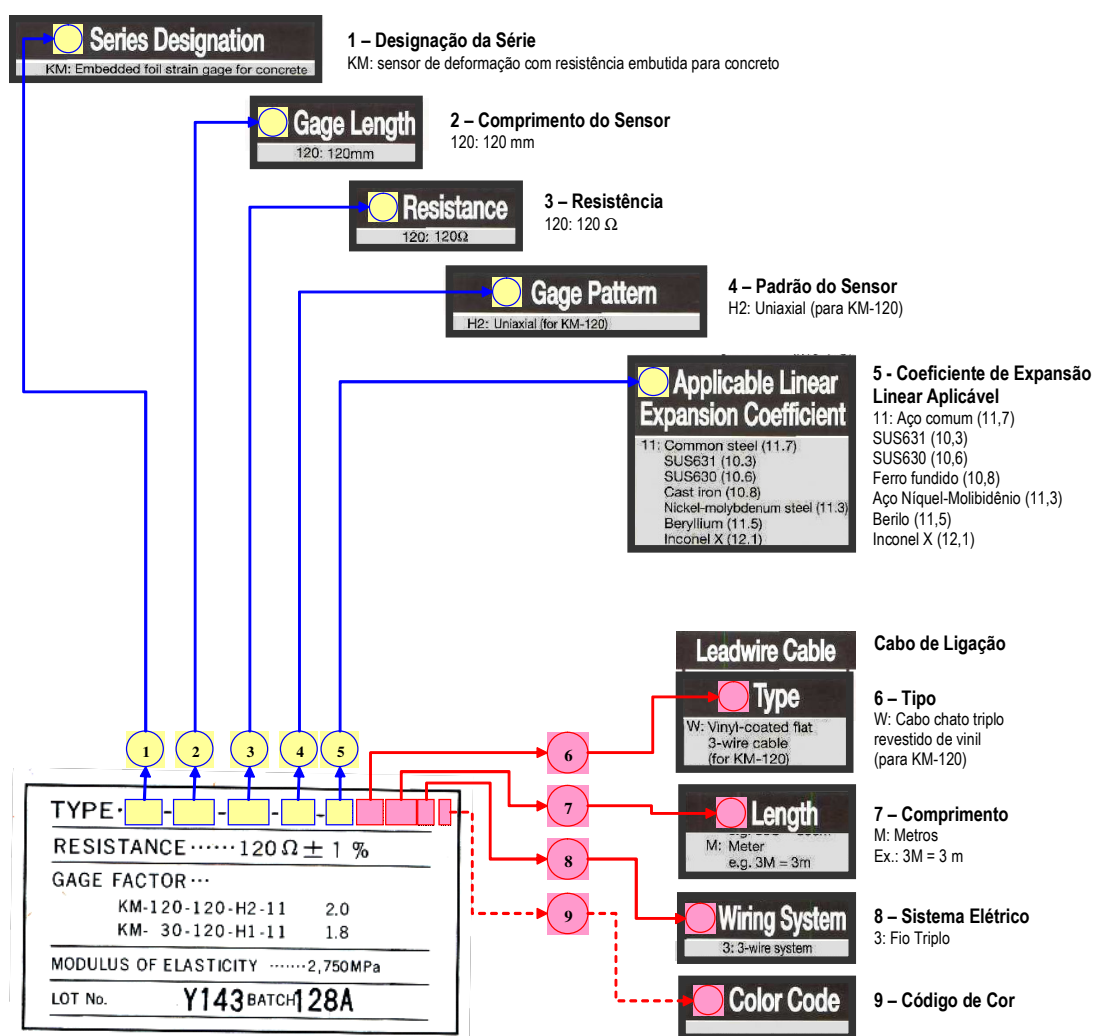 Series Designation
KM: Embedded foil strain gage for concrete
1 – Designação da Série
KM: sensor de deformação com resistência embutida para concreto
Gage Length
120: 120mm
2 – Comprimento do Sensor
120: 120 mm
Resistance
120: 120Ω
3 – Resistência
120: 120 Ω
Gage Pattern
H2: Uniaxial (for KM-120)
4 – Padrão do Sensor
H2: Uniaxial (para KM-120)
Applicable Linear
Expansion Coefficient
11: Common steel (11.7)
SUS631 (10.3)
SUS630 (10.6)
Cast iron (10.8)
Nickel-molybdenum steel (11.3)
Beryllium (11.5)
Inconel X (12.1)
5 - Coeficiente de Expansão
Linear Aplicável
11: Aço comum (11,7)
SUS631 (10,3)
SUS630 (10,6)
Ferro fundido (10,8)
Aço Níquel-Molibidênio (11,3)
Berilo (11,5)
Inconel X (12,1)
Leadwire Cable
Cabo de Ligação
Type
W: Vinyl-coated flat
3-wire cable
(for KM-120)
6 – Tipo
W: Cabo chato triplo
revestido de vinil
(para KM-120)
Length
M: Meter
e.g. 3M = 3m
7 – Comprimento
M: Metros
Ex.: 3M = 3 m
Wiring System
3: 3-wire system
8 – Sistema Elétrico
3: Fio Triplo
Color Code
9 – Código de Cor
1
2
3
4
5
6
7
8
9
TYPE· - - - -
RESISTANCE ······ 120 Ω ± 1 %
GAGE FACTOR ···
KM-120-120-H2-11 2.0
KM- 30-120-H1-11 1.8
MODULUS OF ELASTICITY ······· 2,750MPa
LOT No. Y143 BATCH 128A